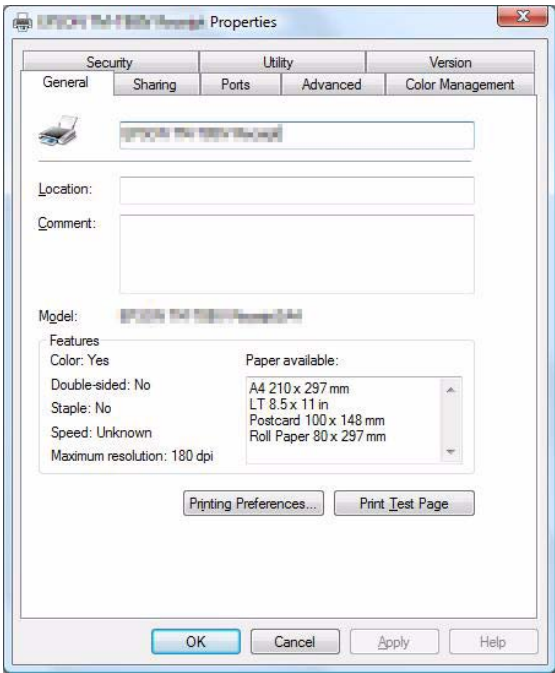 Properties
Security Utility Version
General Sharing Ports Advanced Color Management
Location:
Comment:
Model:
Features
Color: Yes
Double-sided: No
Staple: No
Speed: Unknown
Maximum resolution: 180 dpi
Paper available:
A4 210 x 297 mm
LT 8.5 x 11 in
Postcard 100 x 148 mm
Roll Paper 80 x 297 mm
Printing Preferences... Print Test Page
OK Cancel Apply Help